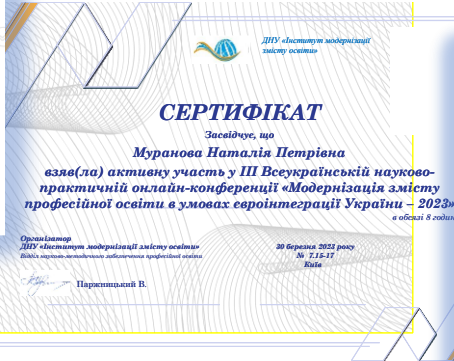 ДНУ «Інститут модернізації
змісту освіти»
СЕРТИФІКАТ
Засвідчує, що
Муранова Наталія Петрівна
взяв(ла) активну участь у III Всеукраїнській науково-
практичній онлайн-конференції «Модернізація змісту
професійної освіти в умовах євроінтеграції України – 2023»
в обсязі 8 годин
Організатор
ДНУ «Інститут модернізації змісту освіти»
Відділ науково-методичного забезпечення професійної освіти
30 березня 2023 року
№ 7.15-17
Київ
Паржницький В.